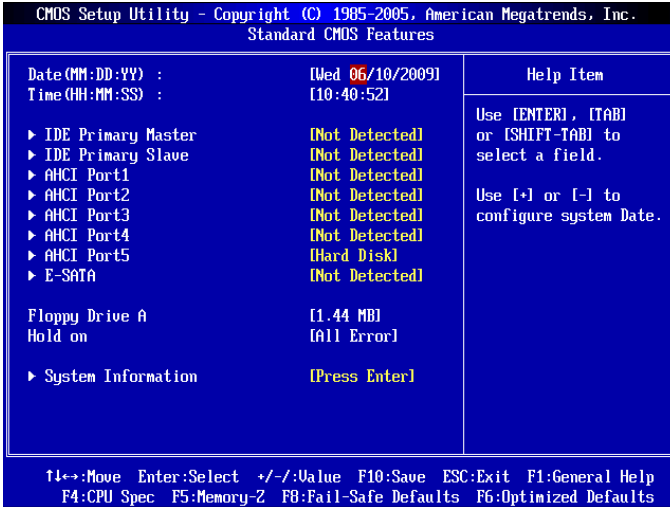 CMOS Setup Utility - Copyright (C) 1985-2005, American Megatrends, Inc.
Standard CMOS Features
Date(MM:DD:YY) : [Wed 06/10/2009]
Time(HH:MM:SS) : [10:40:52]
▶ IDE Primary Master [Not Detected]
▶ IDE Primary Slave [Not Detected]
▶ AHCI Port1 [Not Detected]
▶ AHCI Port2 [Not Detected]
▶ AHCI Port3 [Not Detected]
▶ AHCI Port4 [Not Detected]
▶ AHCI Port5 [Hard Disk]
▶ E-SATA [Not Detected]
Floppy Drive A [1.44 MB]
Hold on [All Error]
▶ System Information [Press Enter]
Help Item
Use [ENTER], [TAB]
or [SHIFT-TAB] to
select a field.
Use [+] or [-] to
configure system Date.
↑↓←→:Move Enter:Select +/-/:Value F10:Save ESC:Exit F1:General Help
F4:CPU Spec F5:Memory-Z F8:Fail-Safe Defaults F6:Optimized Defaults